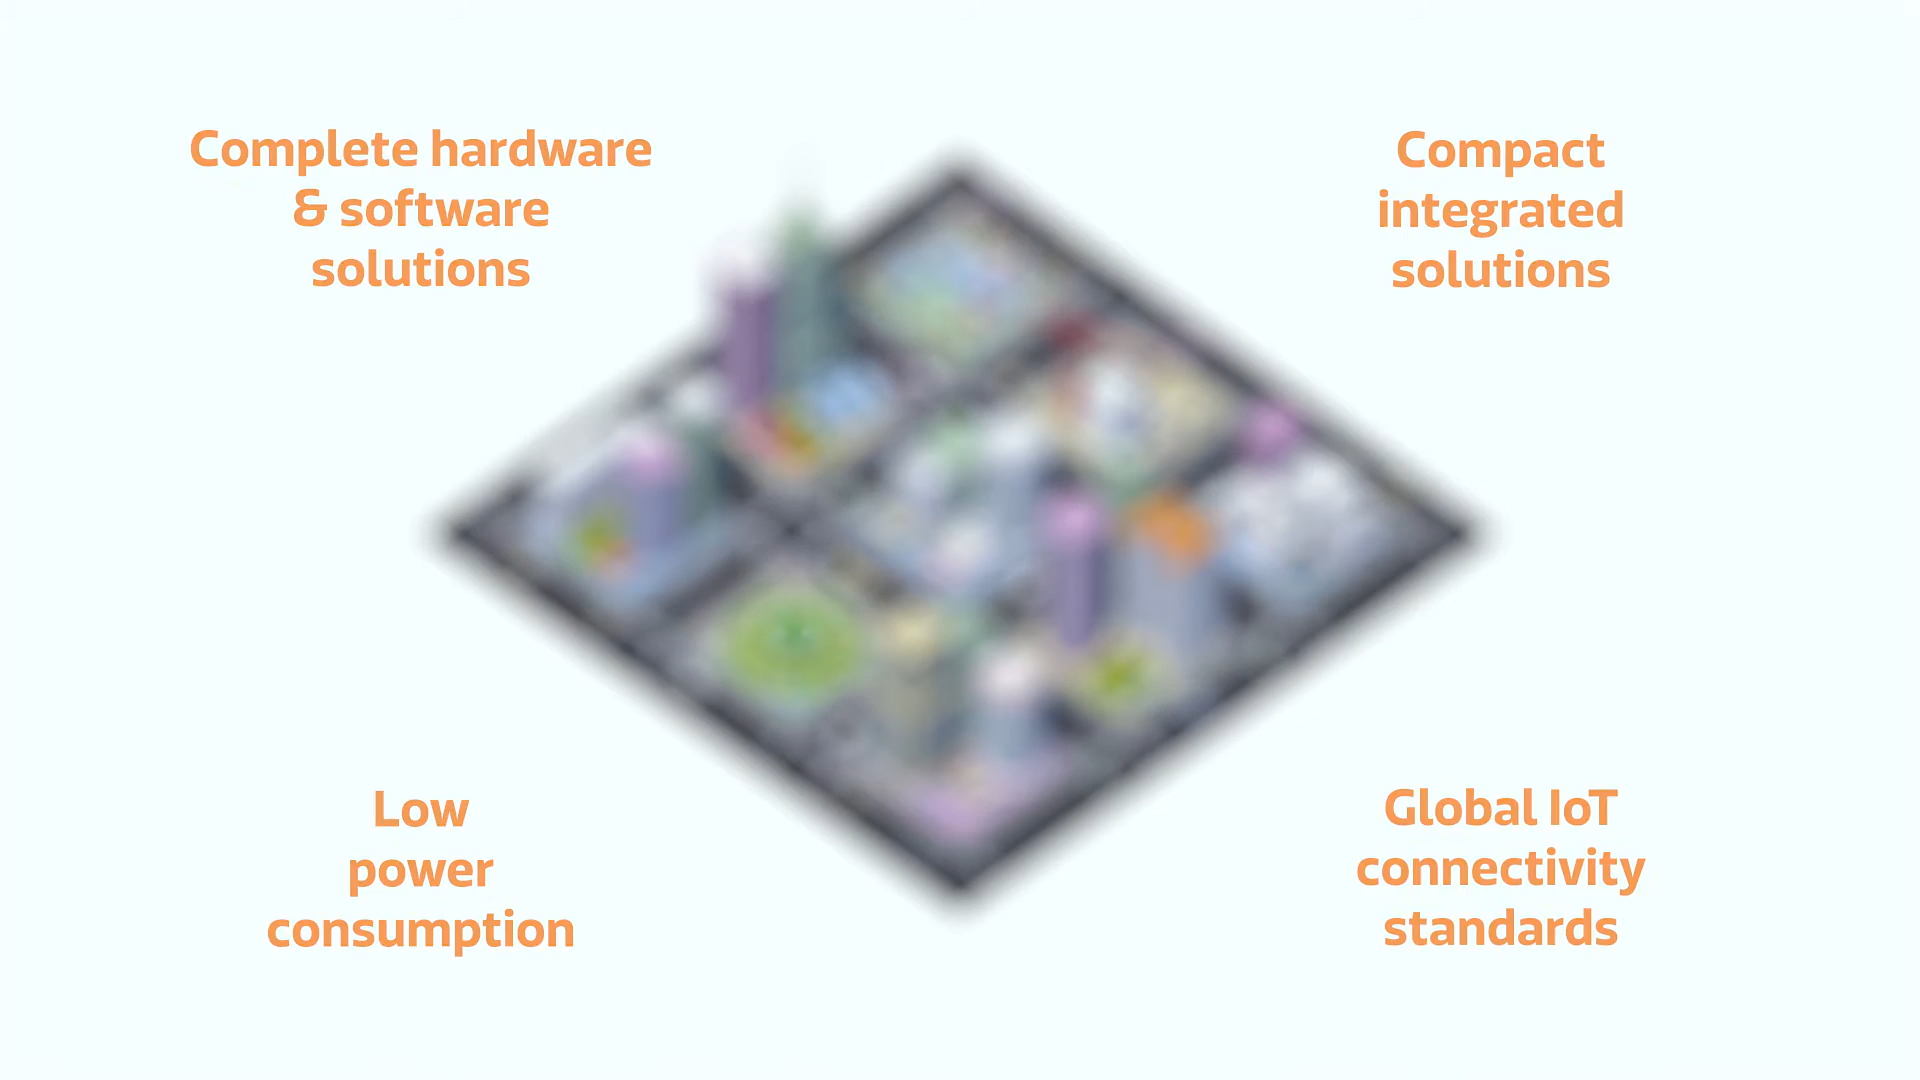 Complete hardware
& software
solutions
Compact
integrated
solutions
Low
power
consumption
Global IoT
connectivity
standards